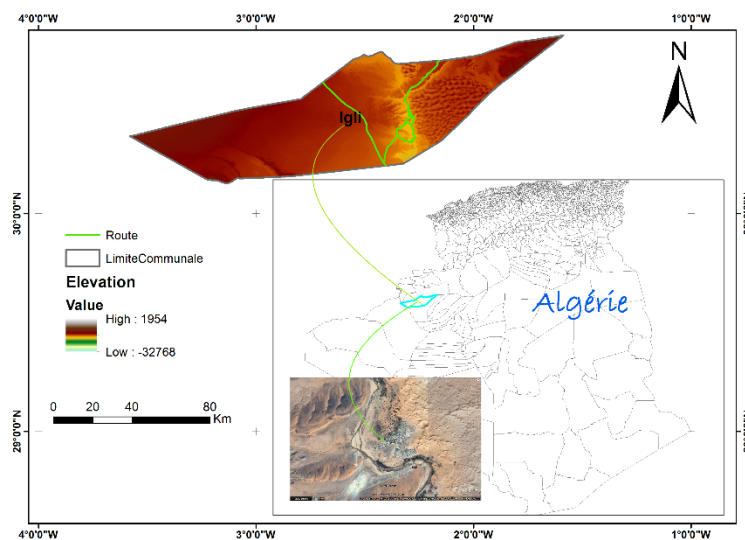 4°0'0"W 3°0'0"W 2°0'0"W 1°0'0"W
N
Igli
30°0'0"N
Route
LimiteCommunale
Elevation
Value
High : 1954
Low : -32768
Algérie
0 20 40 80
Km
29°0'0"N
4°0'0"W 3°0'0"W 2°0'0"W 1°0'0"W